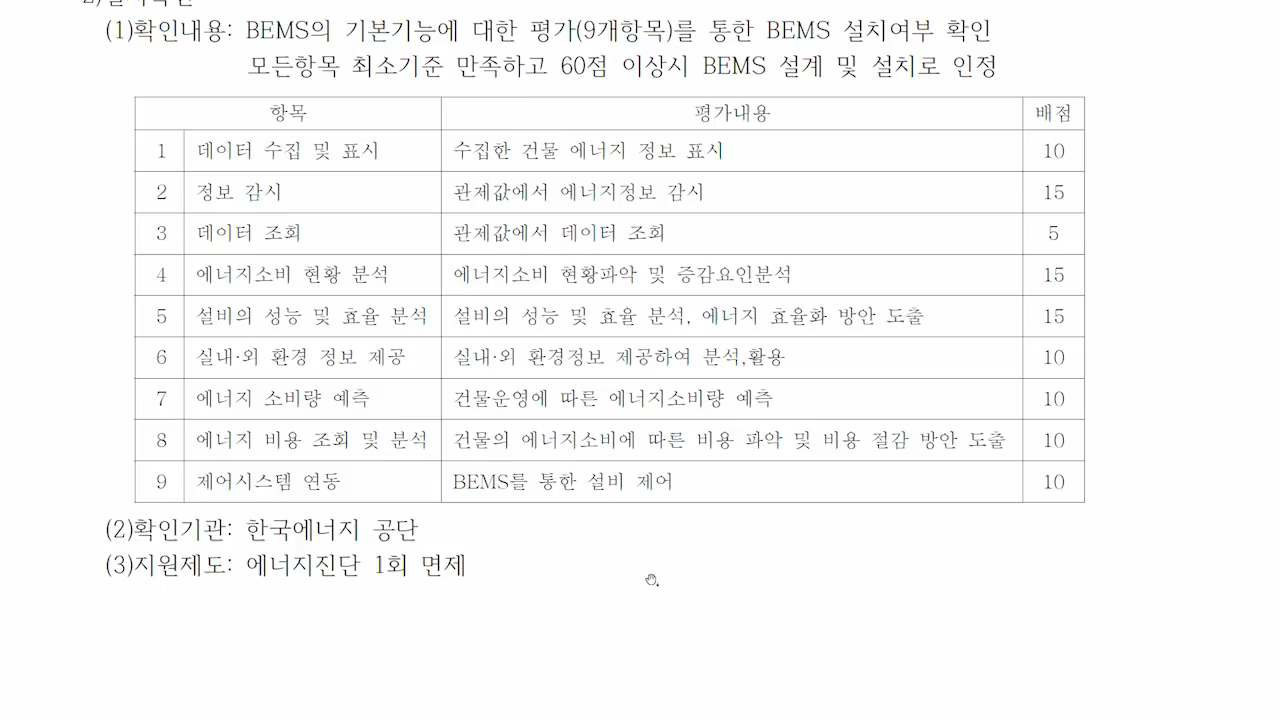 (1)확인내용: BEMS의 기본기능에 대한 평가(9개항목)를 통한 BEMS 설치여부 확인
모든항목 최소기준 만족하고 60점 이상시 BEMS 설계 및 설치로 인정
항목 평가내용 배점
1 데이터 수집 및 표시 수집한 건물 에너지 정보 표시 10
2 정보 감시 관제값에서 에너지정보 감시 15
3 데이터 조회 관제값에서 데이터 조회 5
4 에너지소비 현황 분석 에너지소비 현황파악 및 증감요인분석 15
5 설비의 성능 및 효율 분석 설비의 성능 및 효율 분석, 에너지 효율화 방안 도출 15
6 실내·외 환경 정보 제공 실내·외 환경정보 제공하여 분석,활용 10
7 에너지 소비량 예측 건물운영에 따른 에너지소비량 예측 10
8 에너지 비용 조회 및 분석 건물의 에너지소비에 따른 비용 파악 및 비용 절감 방안 도출 10
9 제어시스템 연동 BEMS를 통한 설비 제어 10
(2)확인기관: 한국에너지 공단
(3)지원제도: 에너지진단 1회 면제